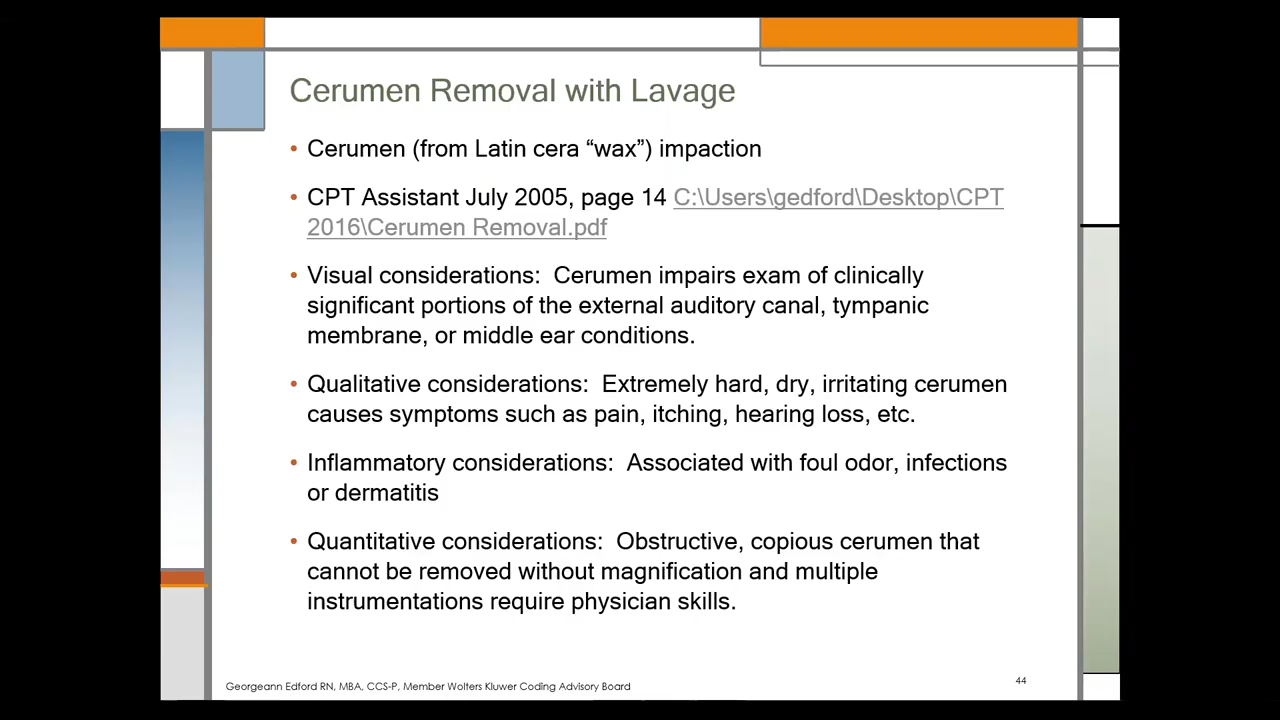 Cerumen Removal with Lavage
• Cerumen (from Latin cera “wax”) impaction
• CPT Assistant July 2005, page 14 C:\Users\gedford\Desktop\CPT
2016\Cerumen Removal.pdf
• Visual considerations:  Cerumen impairs exam of clinically
significant portions of the external auditory canal, tympanic
membrane, or middle ear conditions.
• Qualitative considerations:  Extremely hard, dry, irritating cerumen
causes symptoms such as pain, itching, hearing loss, etc.
• Inflammatory considerations:  Associated with foul odor, infections
or dermatitis
• Quantitative considerations:  Obstructive, copious cerumen that
cannot be removed without magnification and multiple
instrumentations require physician skills.
Georgeann Edford RN, MBA, CCS-P, Member Wolters Kluwer Coding Advisory Board
44